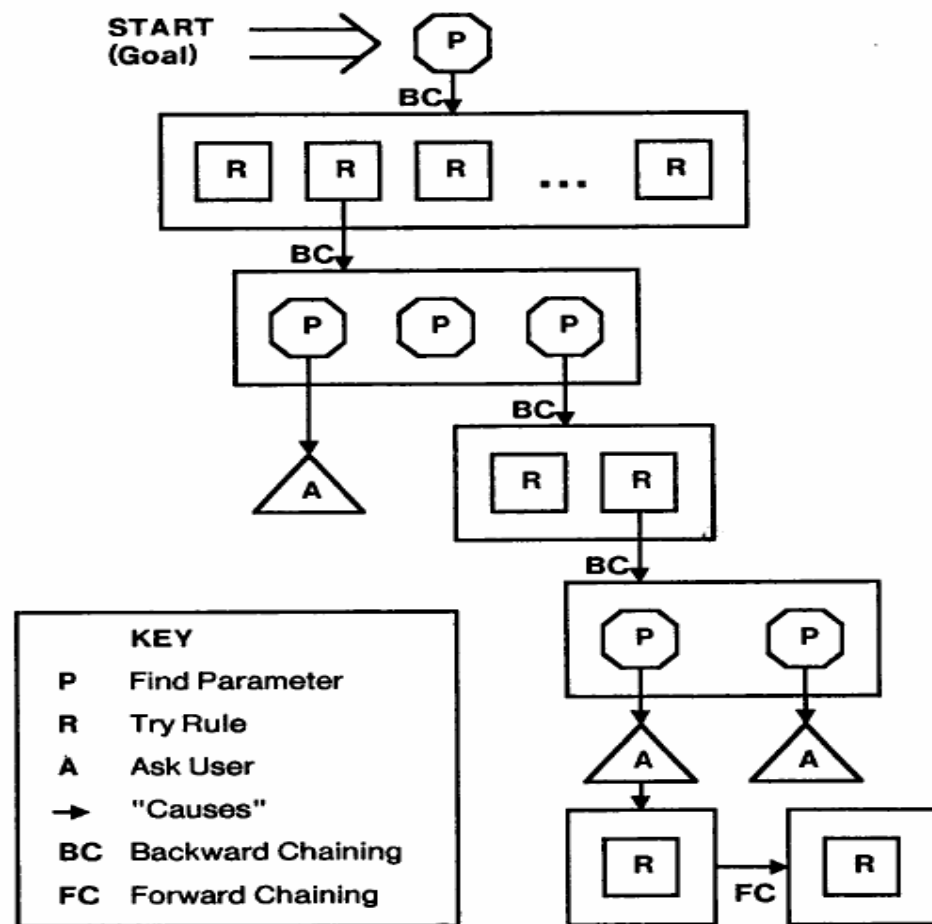 START
(Goal)
P
BC
R R R ... R
BC
P P P
BC
A
R R
BC
P P
A A
R FC R
KEY
P Find Parameter
R Try Rule
A Ask User
→ "Causes"
BC Backward Chaining
FC Forward Chaining